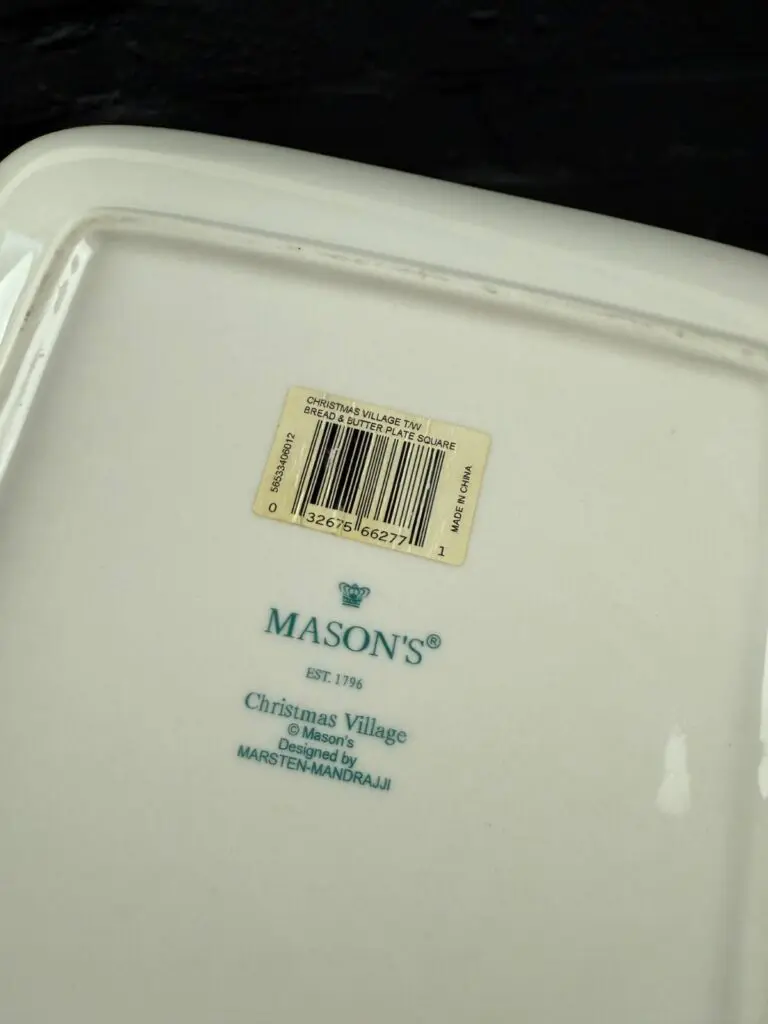 CHRISTMAS VILLAGE T/W
BREAD & BUTTER PLATE SQUARE
56533406012
MADE IN CHINA
0 32675 66277 1
MASON'S®
EST. 1796
Christmas Village
© Mason's
Designed by
MARSTEN-MANDRAJJI